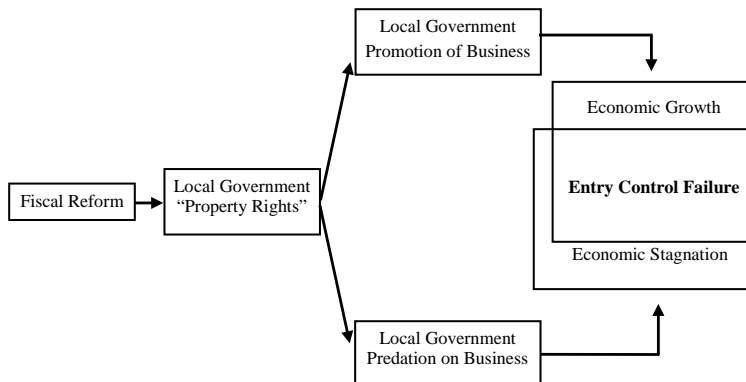 Local Government
Promotion of Business
Economic Growth
Local Government
“Property Rights”
Fiscal Reform
Entry Control Failure
Economic Stagnation
Local Government
Predation on Business